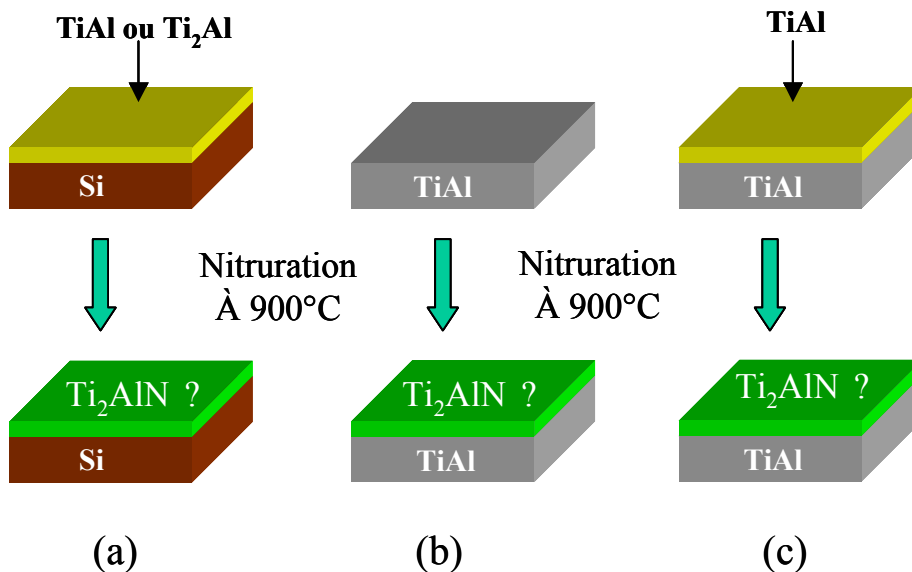 TiAl ou Ti₂Al
TiAl
Si
TiAl
TiAl
Nitruration
À 900°C
Nitruration
À 900°C
Ti₂AlN ?
Ti₂AlN ?
Ti₂AlN ?
Si
TiAl
TiAl
(a)
(b)
(c)